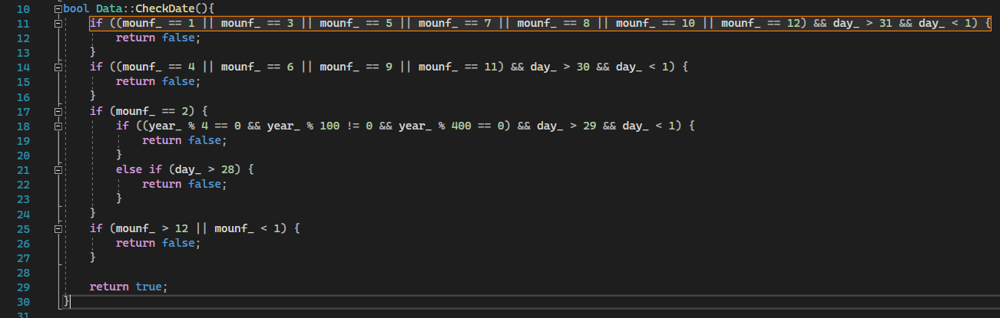 10 bool Data::CheckDate(){
11 if ((mounf_ == 1 || mounf_ == 3 || mounf_ == 5 || mounf_ == 7 || mounf_ == 8 || mounf_ == 10 || mounf_ == 12) && day_ > 31 && day_ < 1) {
12 return false;
13 }
14 if ((mounf_ == 4 || mounf_ == 6 || mounf_ == 9 || mounf_ == 11) && day_ > 30 && day_ < 1) {
15 return false;
16 }
17 if (mounf_ == 2) {
18 if ((year_ % 4 == 0 && year_ % 100 != 0 && year_ % 400 == 0) && day_ > 29 && day_ < 1) {
19 return false;
20 }
21 else if (day_ > 28) {
22 return false;
23 }
24 }
25 if (mounf_ > 12 || mounf_ < 1) {
26 return false;
27 }
28
29 return true;
30 }
31